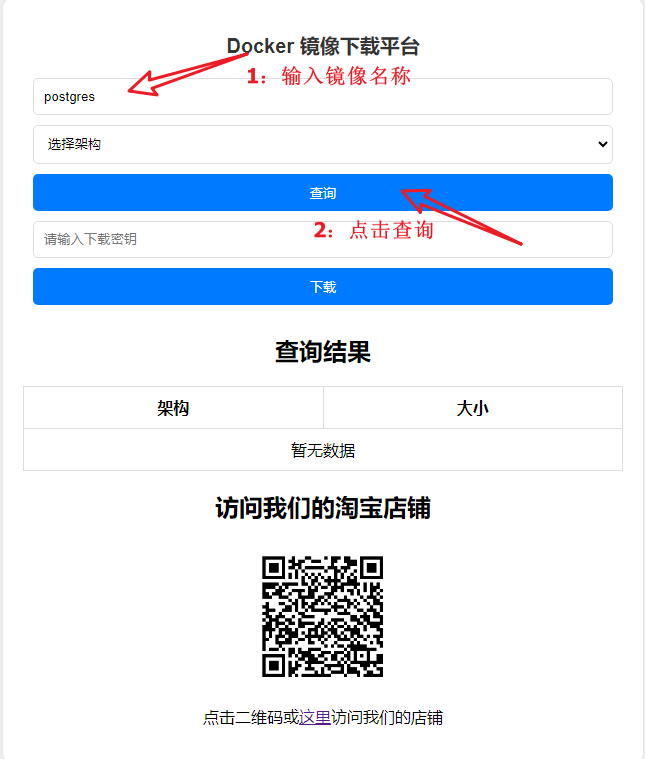 Docker 镜像下载平台
1：输入镜像名称
postgres
选择架构
查询
2：点击查询
请输入下载密钥
下载
查询结果
架构 大小
暂无数据
访问我们的淘宝店铺
点击二维码或这里访问我们的店铺